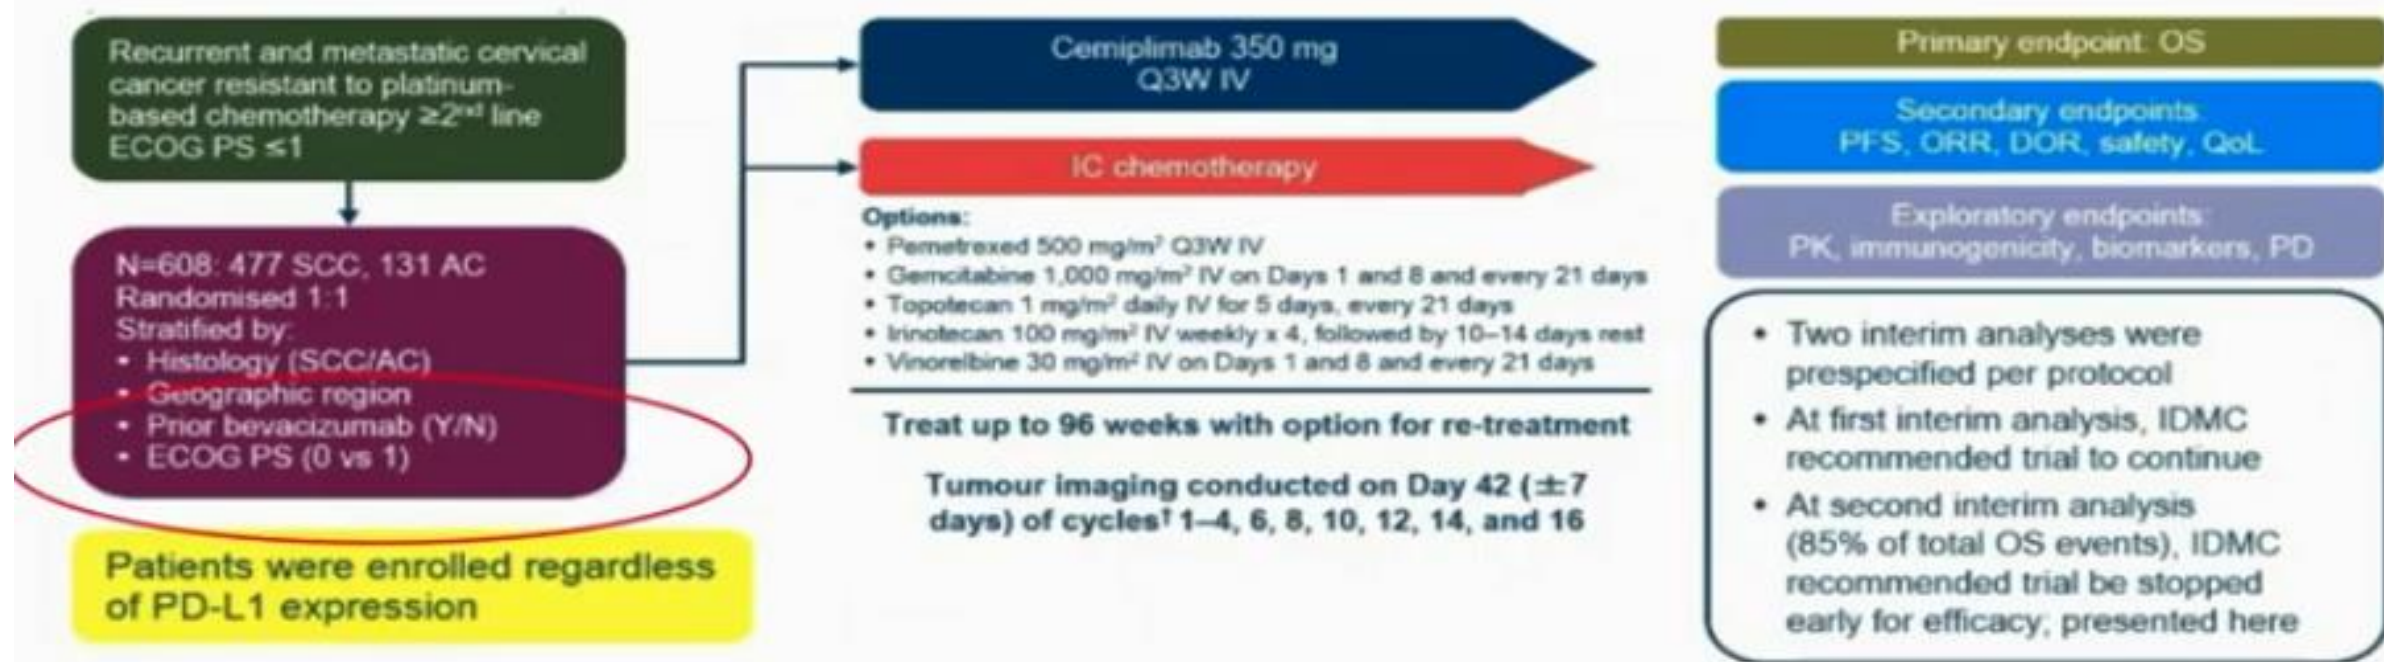 Recurrent and metastatic cervical
cancer resistant to platinum-
based chemotherapy ≥2nd line
ECOG PS ≤1
N=608: 477 SCC, 131 AC
Randomised 1:1
Stratified by:
• Histology (SCC/AC)
• Geographic region
• Prior bevacizumab (Y/N)
• ECOG PS (0 vs 1)
Patients were enrolled regardless
of PD-L1 expression
Cemiplimab 350 mg
Q3W IV
IC chemotherapy
Options:
• Pemetrexed 500 mg/m² Q3W IV
• Gemcitabine 1,000 mg/m² IV on Days 1 and 8 and every 21 days
• Topotecan 1 mg/m² daily IV for 5 days, every 21 days
• Irinotecan 100 mg/m² IV weekly x 4, followed by 10–14 days rest
• Vinorelbine 30 mg/m² IV on Days 1 and 8 and every 21 days
Treat up to 96 weeks with option for re-treatment
Tumour imaging conducted on Day 42 (±7
days) of cycles† 1–4, 6, 8, 10, 12, 14, and 16
Primary endpoint: OS
Secondary endpoints:
PFS, ORR, DOR, safety, QoL
Exploratory endpoints:
PK, immunogenicity, biomarkers, PD
• Two interim analyses were
prespecified per protocol
• At first interim analysis, IDMC
recommended trial to continue
• At second interim analysis
(85% of total OS events), IDMC
recommended trial be stopped
early for efficacy; presented here